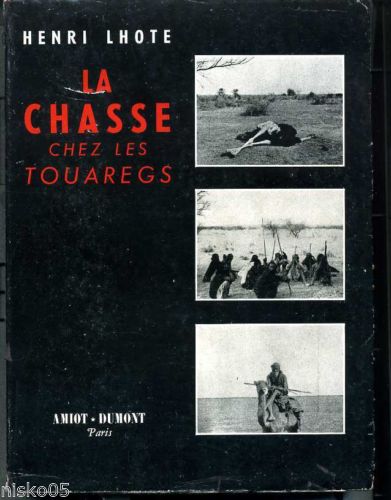 HENRI LHOTE
LA
CHASSE
CHEZ LES
TOUAREGS
AMIOT • DUMONT
Paris
nisko05